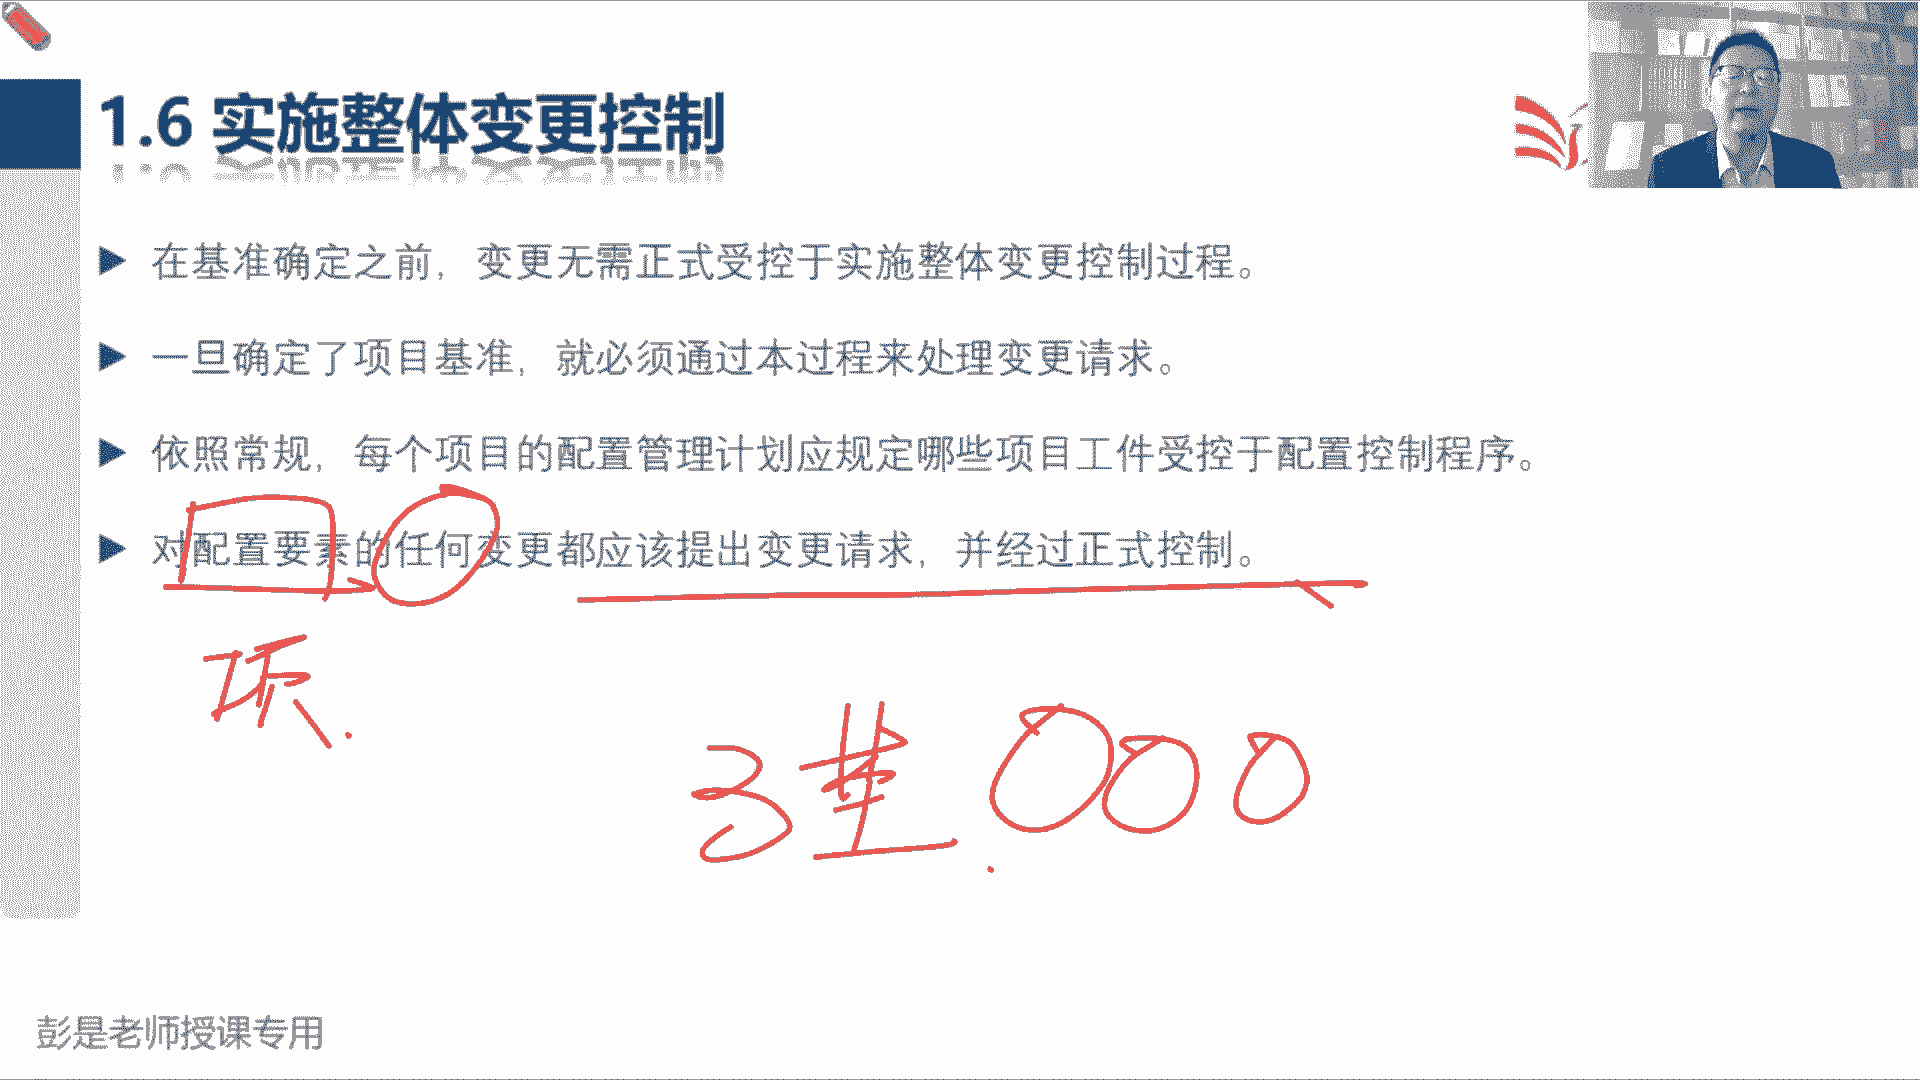 1.6 实施整体变更控制
在基准确定之前，变更无需正式受控于实施整体变更控制过程。
一旦确定了项目基准，就必须通过本过程来处理变更请求。
依照常规，每个项目的配置管理计划应规定哪些项目工件受控于配置控制程序。
对配置要素的任何变更都应该提出变更请求，并经过正式控制。
项
3
彭是老师授课专用